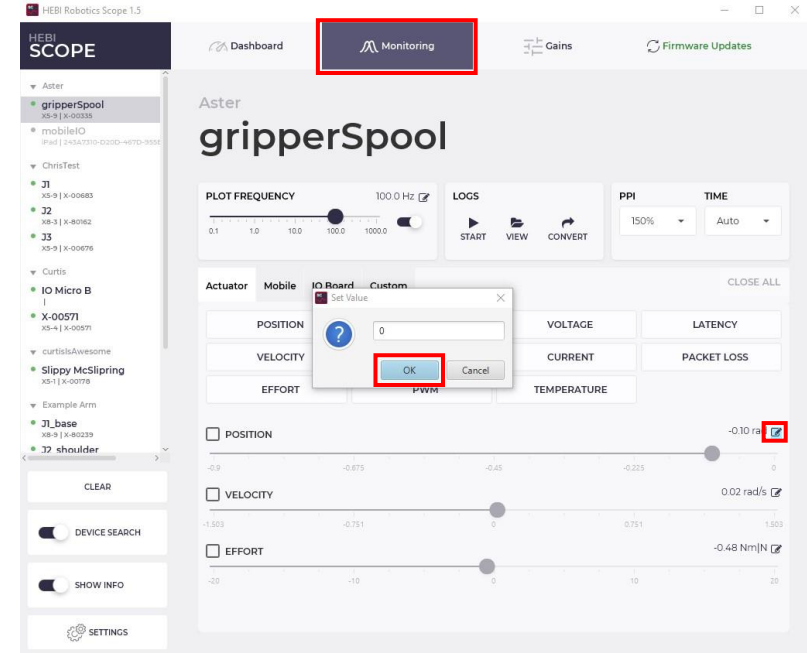 HEBI Robotics Scope 1.5
HEBI
SCOPE
Dashboard
Monitoring
Gains
Firmware Updates
Aster
gripperSpool
X5-9 | X-00335
mobileIO
ChrisTest
J1
X5-9 | X-00683
J2
X8-3 | X-80162
J3
X5-9 | X-00676
Curtis
IO Micro B
|
X-00571
X5-4 | X-00571
curtisIsAwesome
Slippy McSlipring
X5-1 | X-00178
Example Arm
J1_base
X8-9 | X-80239
J2_shoulder
CLEAR
DEVICE SEARCH
SHOW INFO
SETTINGS
Aster
gripperSpool
PLOT FREQUENCY
100.0 Hz
0.1 1.0 10.0 100.0 1000.0
LOGS
START VIEW CONVERT
PPI
150%
TIME
Auto
Actuator Mobile IO Board Custom
CLOSE ALL
POSITION
VOLTAGE
LATENCY
VELOCITY
CURRENT
PACKET LOSS
EFFORT
PWM
TEMPERATURE
Set Value
0
OK
Cancel
POSITION
-0.10 rad
-0.9 -0.675 -0.45 -0.225 0
VELOCITY
0.02 rad/s
-1.503 -0.751 0 0.751 1.503
EFFORT
-0.48 Nm|N
-20 -10 0 10 20